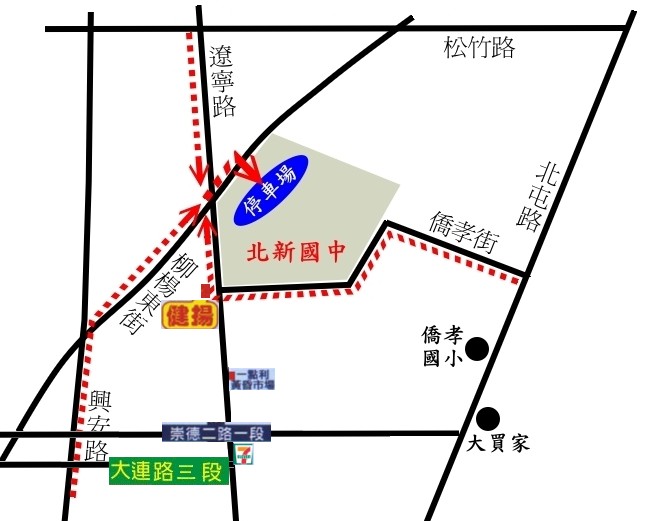 松竹路
遼寧路
北屯路
停車場
僑孝街
北新國中
柳楊東街
健揚
僑孝
國小
一點利
黃昏市場
興安路
崇德二路一段
大買家
7-ELEVEN
大連路三段